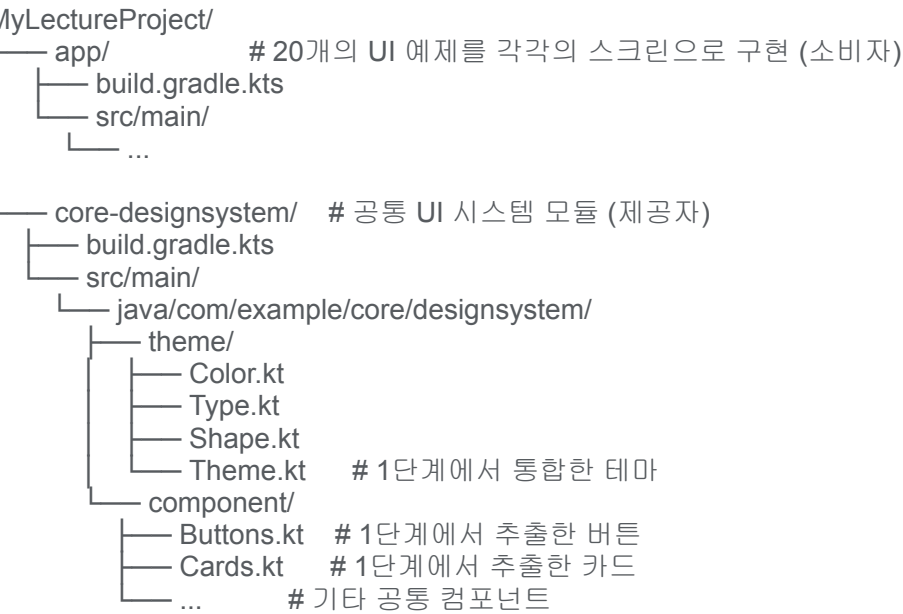 MyLectureProject/
├── app/ # 20개의 UI 예제를 각각의 스크린으로 구현 (소비자)
│ ├── build.gradle.kts
│ └── src/main/
│ └── ...
├── core-designsystem/ # 공통 UI 시스템 모듈 (제공자)
│ ├── build.gradle.kts
│ └── src/main/
│ └── java/com/example/core/designsystem/
│ ├── theme/
│ │ ├── Color.kt
│ │ ├── Type.kt
│ │ ├── Shape.kt
│ │ └── Theme.kt # 1단계에서 통합한 테마
│ └── component/
│ ├── Buttons.kt # 1단계에서 추출한 버튼
│ ├── Cards.kt # 1단계에서 추출한 카드
│ └── ... # 기타 공통 컴포넌트